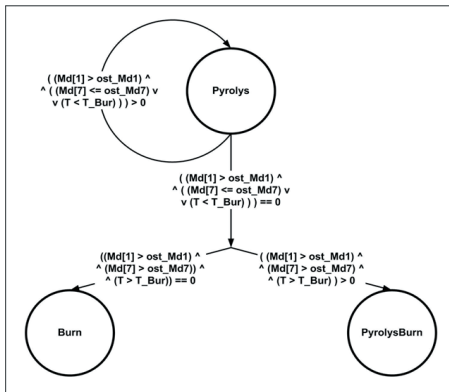 ( (Md[1] > ost_Md1) ^
^ ( (Md[7] <= ost_Md7) v
v (T < T_Bur) ) ) > 0
Pyrolys
( (Md[1] > ost_Md1) ^
^ ( (Md[7] <= ost_Md7) v
v (T < T_Bur) ) ) == 0
((Md[1] > ost_Md1) ^
^ (Md[7] > ost_Md7)) ^
^ (T > T_Bur)) == 0
( (Md[1] > ost_Md1) ^
^ (Md[7] > ost_Md7) ^
^ (T > T_Bur) ) > 0
Burn
PyrolysBurn